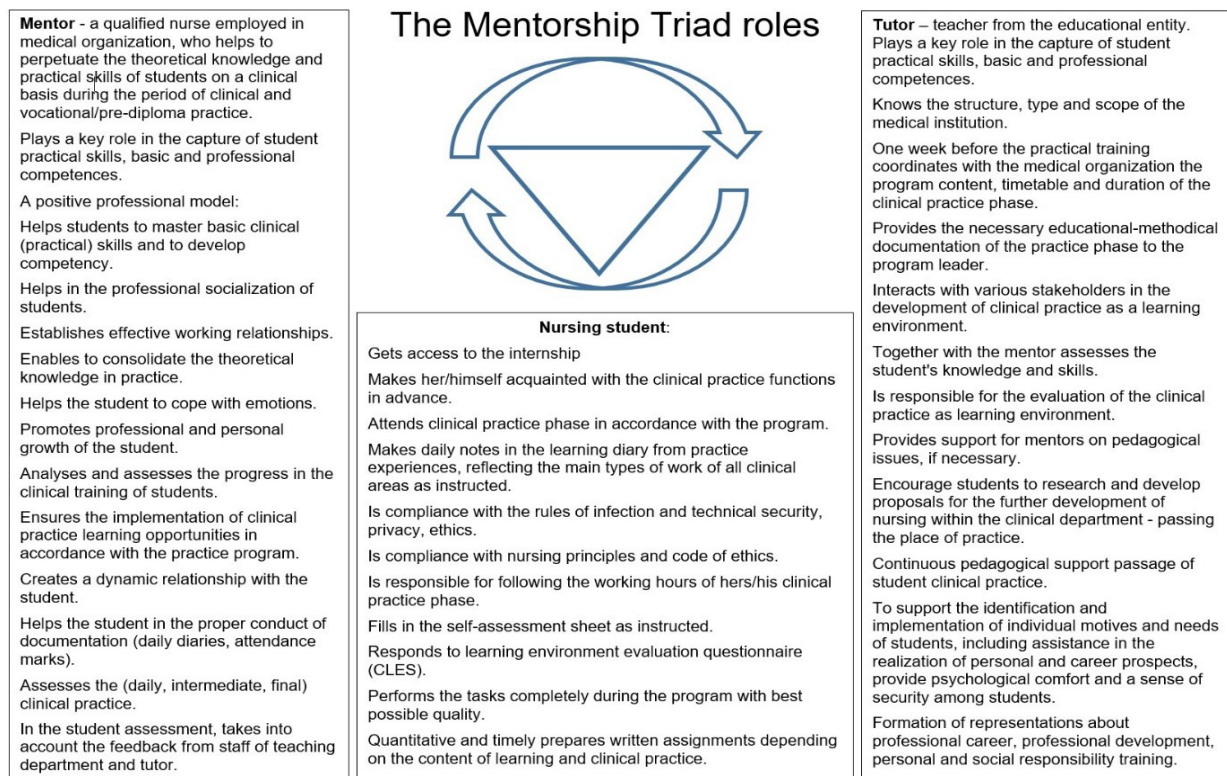 The Mentorship Triad roles
Mentor - a qualified nurse employed in
medical organization, who helps to
perpetuate the theoretical knowledge and
practical skills of students on a clinical
basis during the period of clinical and
vocational/pre-diploma practice.
Plays a key role in the capture of student
practical skills, basic and professional
competences.
A positive professional model:
Helps students to master basic clinical
(practical) skills and to develop
competency.
Helps in the professional socialization of
students.
Establishes effective working relationships.
Enables to consolidate the theoretical
knowledge in practice.
Helps the student to cope with emotions.
Promotes professional and personal
growth of the student.
Analyses and assesses the progress in the
clinical training of students.
Ensures the implementation of clinical
practice learning opportunities in
accordance with the practice program.
Creates a dynamic relationship with the
student.
Helps the student in the proper conduct of
documentation (daily diaries, attendance
marks).
Assesses the (daily, intermediate, final)
clinical practice.
In the student assessment, takes into
account the feedback from staff of teaching
department and tutor.
Nursing student:
Gets access to the internship
Makes her/himself acquainted with the clinical practice functions
in advance.
Attends clinical practice phase in accordance with the program.
Makes daily notes in the learning diary from practice
experiences, reflecting the main types of work of all clinical
areas as instructed.
Is compliance with the rules of infection and technical security,
privacy, ethics.
Is compliance with nursing principles and code of ethics.
Is responsible for following the working hours of hers/his clinical
practice phase.
Fills in the self-assessment sheet as instructed.
Responds to learning environment evaluation questionnaire
(CLES).
Performs the tasks completely during the program with best
possible quality.
Quantitative and timely prepares written assignments depending
on the content of learning and clinical practice.
Tutor – teacher from the educational entity.
Plays a key role in the capture of student
practical skills, basic and professional
competences.
Knows the structure, type and scope of the
medical institution.
One week before the practical training
coordinates with the medical organization the
program content, timetable and duration of the
clinical practice phase.
Provides the necessary educational-methodical
documentation of the practice phase to the
program leader.
Interacts with various stakeholders in the
development of clinical practice as a learning
environment.
Together with the mentor assesses the
student's knowledge and skills.
Is responsible for the evaluation of the clinical
practice as learning environment.
Provides support for mentors on pedagogical
issues, if necessary.
Encourage students to research and develop
proposals for the further development of
nursing within the clinical department - passing
the place of practice.
Continuous pedagogical support passage of
student clinical practice.
To support the identification and
implementation of individual motives and needs
of students, including assistance in the
realization of personal and career prospects,
provide psychological comfort and a sense of
security among students.
Formation of representations about
professional career, professional development,
personal and social responsibility training.